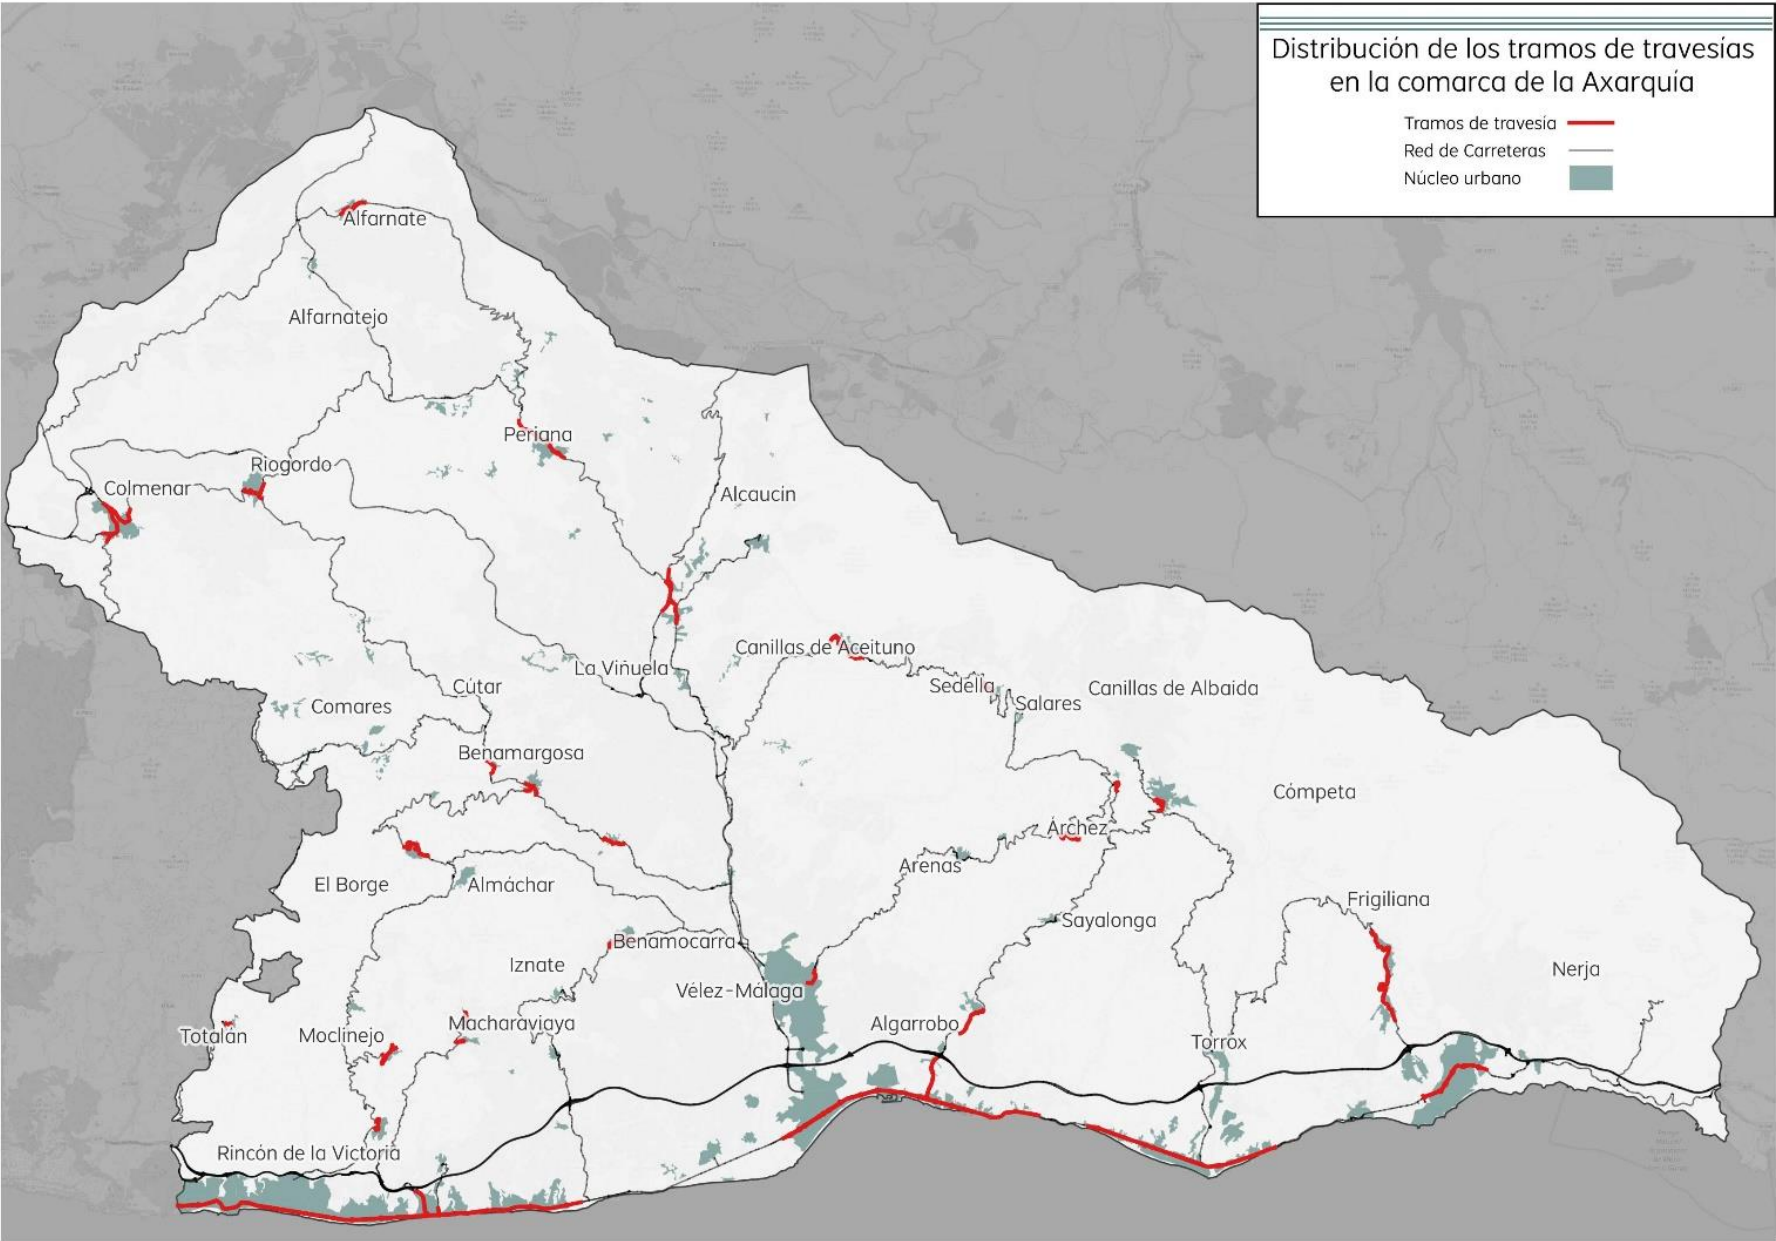 Distribución de los tramos de travesías
en la comarca de la Axarquía
Tramos de travesía
Red de Carreteras
Núcleo urbano
Alfarnate
Alfarnatejo
Periana
Riogordo
Colmenar
Alcaucín
Canillas de Aceituno
La Viñuela
Sedella
Canillas de Albaida
Cútar
Salares
Comares
Benamargosa
Cómpeta
Árchez
Arenas
El Borge
Almáchar
Frigiliana
Sayalonga
Benamocarra
Iznate
Nerja
Vélez-Málaga
Macharaviaya
Algarrobo
Totalán
Moclinejo
Torrox
Rincón de la Victoria